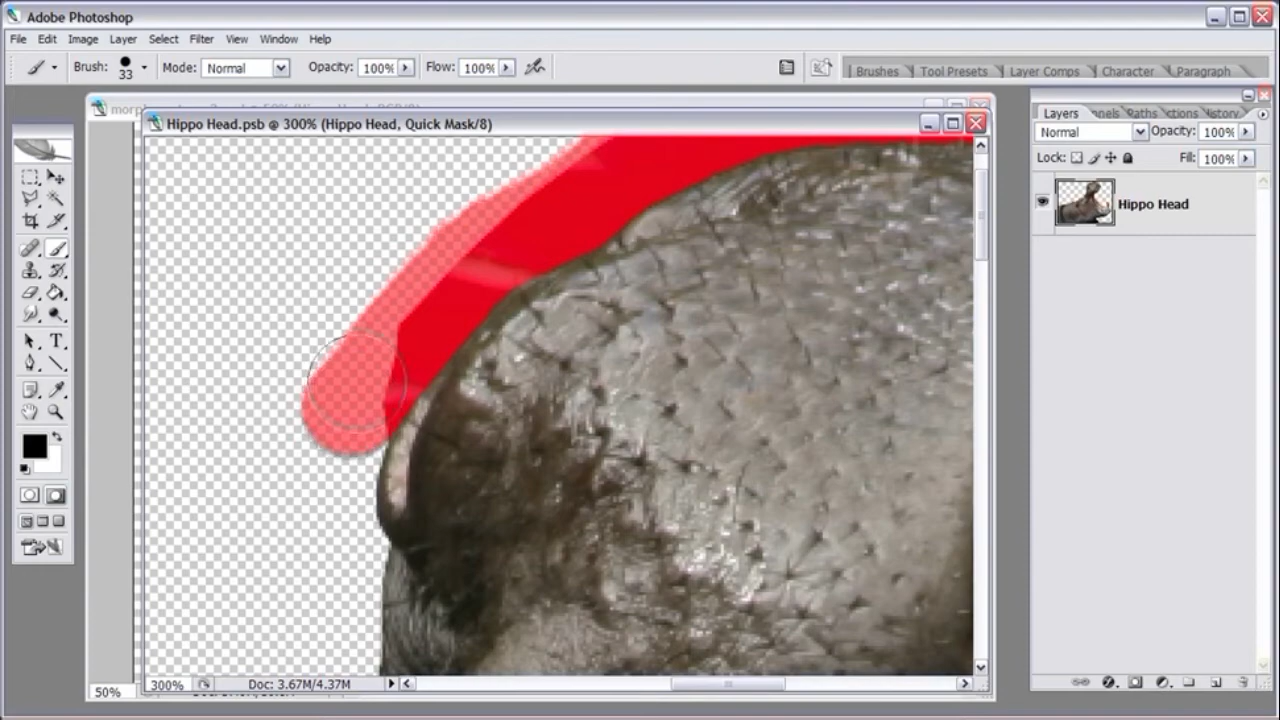 Adobe Photoshop
File Edit Image Layer Select Filter View Window Help
Brush: 33 Mode: Normal Opacity: 100% Flow: 100%
Brushes Tool Presets Layer Comps Character Paragraph
Hippo Head.psb @ 300% (Hippo Head, Quick Mask/8)
Layers Paths
Normal Opacity: 100%
Lock: Fill: 100%
Hippo Head
300% Doc: 3.67M/4.37M
50%